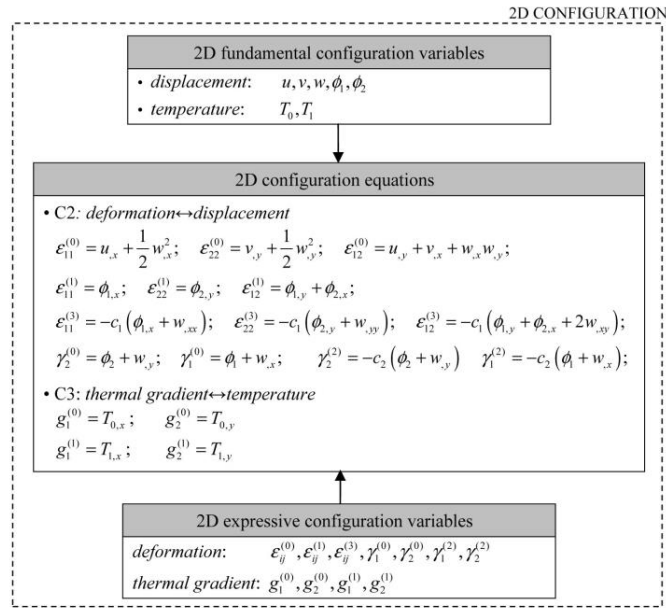 2D CONFIGURATION
2D fundamental configuration variables
• displacement: u, v, w, ϕ₁, ϕ₂
• temperature: T₀, T₁
2D configuration equations
• C2: deformation↔displacement
ε₁₁⁽⁰⁾ = u,ₓ + 1/2 w,ₓ²; ε₂₂⁽⁰⁾ = v,ᵧ + 1/2 w,ᵧ²; ε₁₂⁽⁰⁾ = u,ᵧ + v,ₓ + w,ₓw,ᵧ;
ε₁₁⁽¹⁾ = ϕ₁,ₓ; ε₂₂⁽¹⁾ = ϕ₂,ᵧ; ε₁₂⁽¹⁾ = ϕ₁,ᵧ + ϕ₂,ₓ;
ε₁₁⁽³⁾ = −c₁(ϕ₁,ₓ + w,ₓₓ); ε₂₂⁽³⁾ = −c₁(ϕ₂,ᵧ + w,ᵧᵧ); ε₁₂⁽³⁾ = −c₁(ϕ₁,ᵧ + ϕ₂,ₓ + 2w,ₓᵧ);
γ₂⁽⁰⁾ = ϕ₂ + w,ᵧ; γ₁⁽⁰⁾ = ϕ₁ + w,ₓ; γ₂⁽²⁾ = −c₂(ϕ₂ + w,ᵧ) γ₁⁽²⁾ = −c₂(ϕ₁ + w,ₓ);
• C3: thermal gradient↔temperature
g₁⁽⁰⁾ = T₀,ₓ; g₂⁽⁰⁾ = T₀,ᵧ
g₁⁽¹⁾ = T₁,ₓ; g₂⁽¹⁾ = T₁,ᵧ
2D expressive configuration variables
deformation: εᵢⱼ⁽⁰⁾, εᵢⱼ⁽¹⁾, εᵢⱼ⁽³⁾, γ₁⁽⁰⁾, γ₂⁽⁰⁾, γ₁⁽²⁾, γ₂⁽²⁾
thermal gradient: g₁⁽⁰⁾, g₂⁽⁰⁾, g₁⁽¹⁾, g₂⁽¹⁾